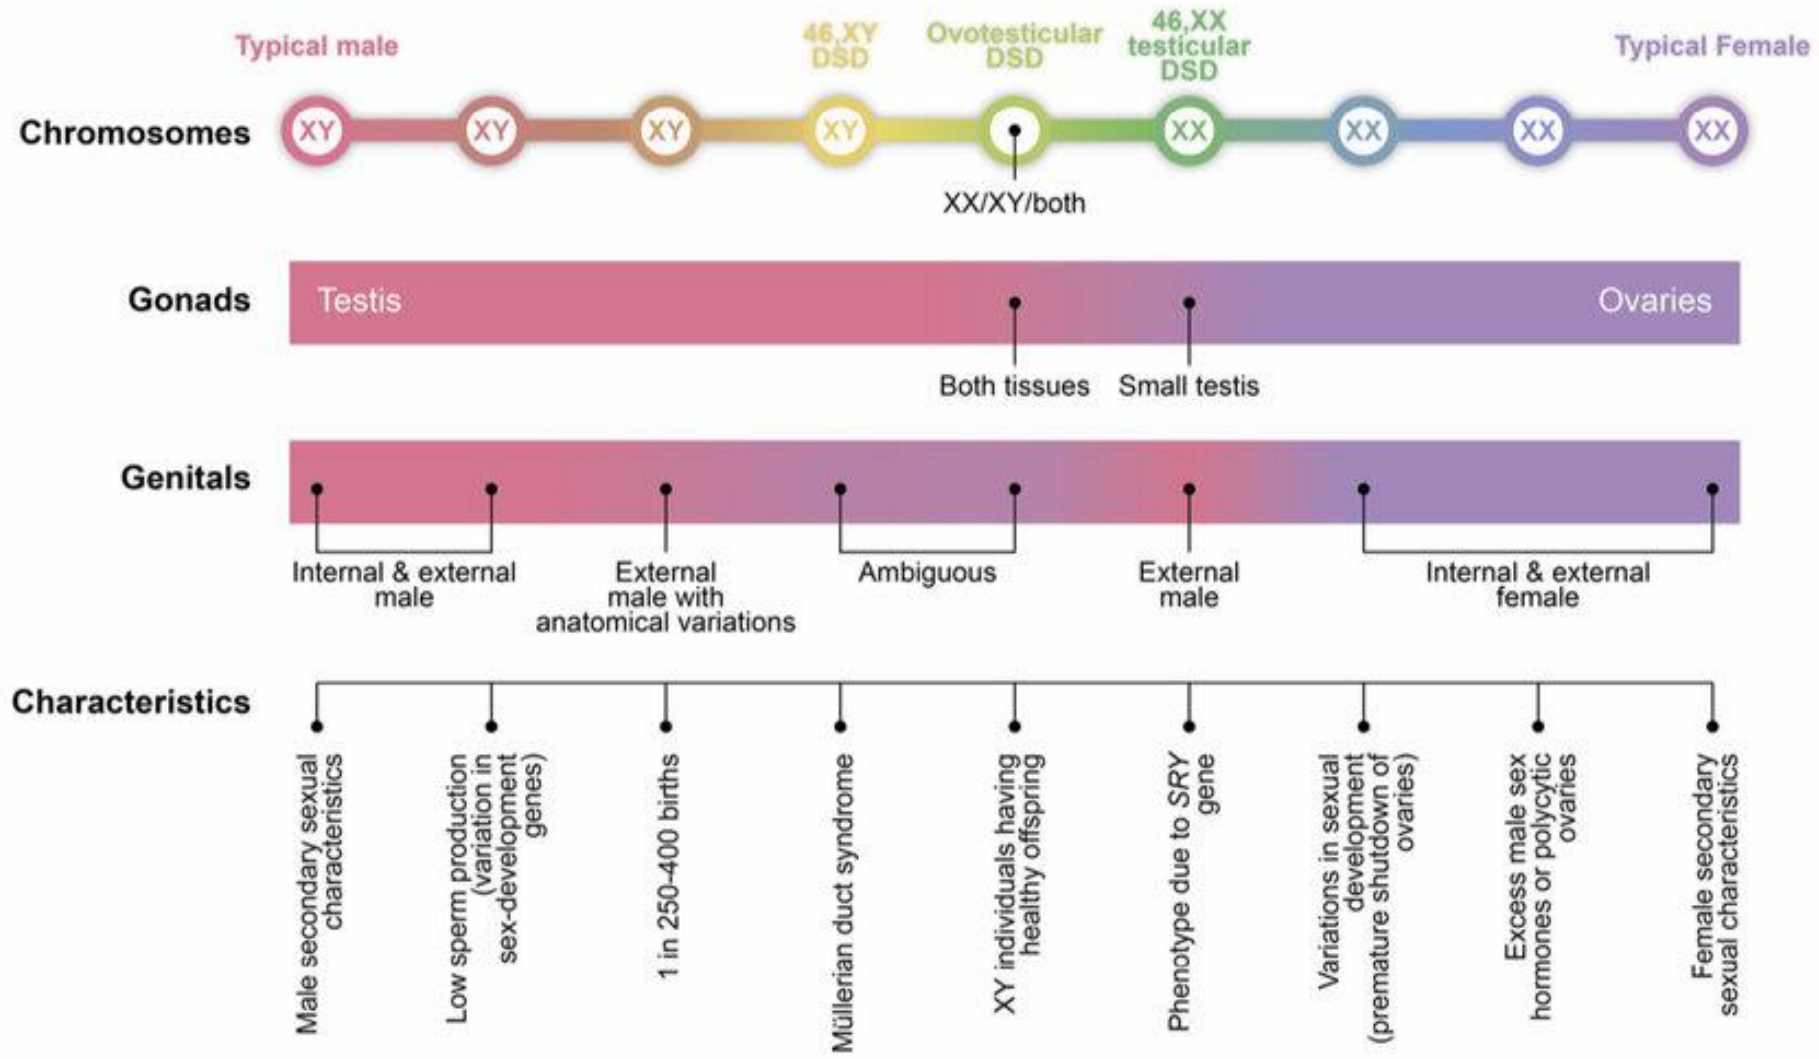 Typical male
46,XY
DSD
Ovotesticular
DSD
46,XX
testicular
DSD
Typical Female
Chromosomes
XY
XY
XY
XY
XX
XX
XX
XX
XX/XY/both
Gonads
Testis
Ovaries
Both tissues
Small testis
Genitals
Internal & external
male
External
male with
anatomical variations
Ambiguous
External
male
Internal & external
female
Characteristics
Male secondary sexual
characteristics
Low sperm production
(variation in
sex-development
genes)
1 in 250-400 births
Müllerian duct syndrome
XY individuals having
healthy offspring
Phenotype due to SRY
gene
Variations in sexual
development
(premature shutdown of
ovaries)
Excess male sex
hormones or polycytic
ovaries
Female secondary
sexual characteristics